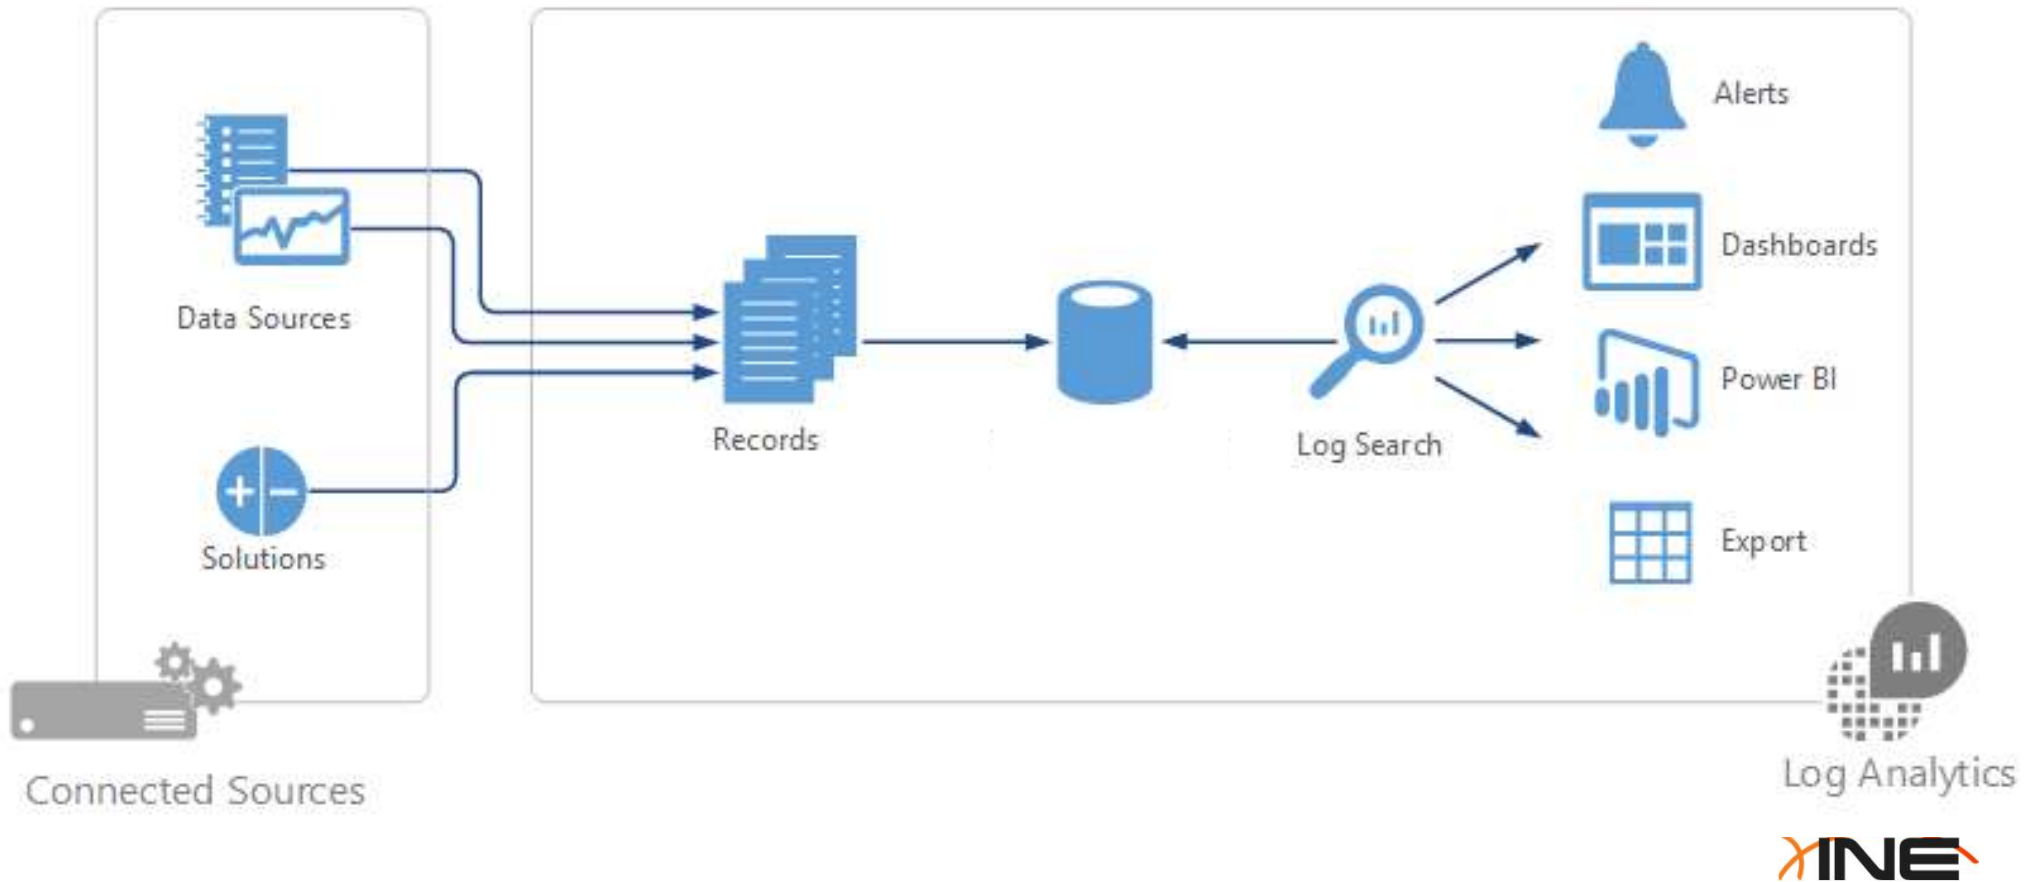 Alerts
Dashboards
Data Sources
Power BI
Records
Log Search
Export
Solutions
Connected Sources
Log Analytics
INE